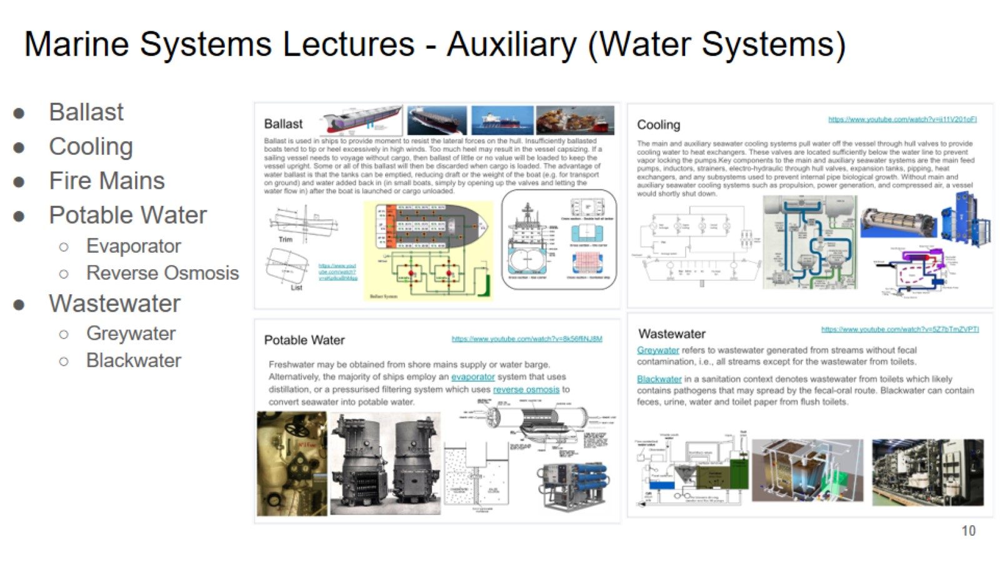 Marine Systems Lectures - Auxiliary (Water Systems)
● Ballast
● Cooling
● Fire Mains
● Potable Water
○ Evaporator
○ Reverse Osmosis
● Wastewater
○ Greywater
○ Blackwater
Ballast
Ballast is used in ships to provide moment to resist the lateral forces on the hull. Insufficiently ballasted
boats tend to tip or heel excessively in high winds. Too much heel may result in the vessel capsizing. If a
sailing vessel needs to voyage without cargo, then ballast of little or no value will be loaded to keep the
vessel upright. Some or all of this ballast will then be discarded when cargo is loaded. The advantage of
water ballast is that the tanks can be emptied, reducing draft or the weight of the boat (e.g. for transport
on ground) and water added back in (in small boats, simply by opening up the valves and letting the
water flow in) after the boat is launched or cargo unloaded.
Trim
List
Ballast System
Cooling
The main and auxiliary seawater cooling systems pull water off the vessel through hull valves to provide
cooling water to heat exchangers. These valves are located sufficiently below the water line to prevent
vapor locking the pumps.Key components to the main and auxiliary seawater systems are the main feed
pumps, inductors, strainers, electro-hydraulic through hull valves, expansion tanks, pipping, heat
exchangers, and any subsystems used to prevent internal pipe biological growth. Without main and
auxiliary seawater cooling systems such as propulsion, power generation, and compressed air, a vessel
would shortly shut down.
Potable Water
Freshwater may be obtained from shore mains supply or water barge.
Alternatively, the majority of ships employ an evaporator system that uses
distillation, or a pressurised filtering system which uses reverse osmosis to
convert seawater into potable water.
Wastewater
https://www.youtube.com/watch?v=5Z7bTmZVPTI
Greywater refers to wastewater generated from streams without fecal
contamination, i.e., all streams except for the wastewater from toilets.
Blackwater in a sanitation context denotes wastewater from toilets which likely
contains pathogens that may spread by the fecal-oral route. Blackwater can contain
feces, urine, water and toilet paper from flush toilets.
10